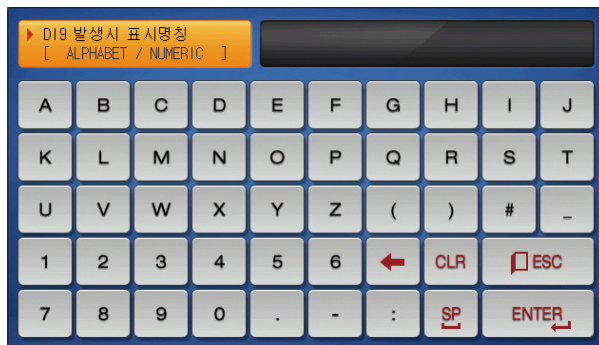 DI9 발생시 표시명칭
[ ALPHABET / NUMERIC ]
A B C D E F G H I J
K L M N O P Q R S T
U V W X Y Z ( ) # _
1 2 3 4 5 6 CLR ESC
7 8 9 0 . - : SP ENTER